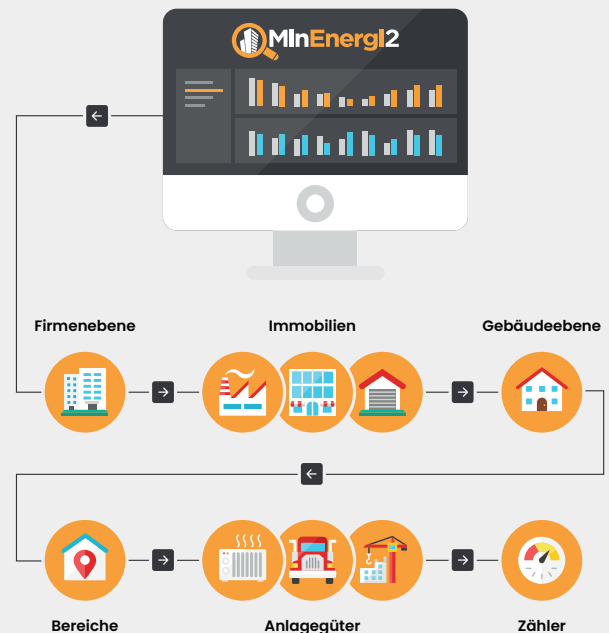 MInEnergI2
Firmenebene
Immobilien
Gebäudeebene
Bereiche
Anlagegüter
Zähler